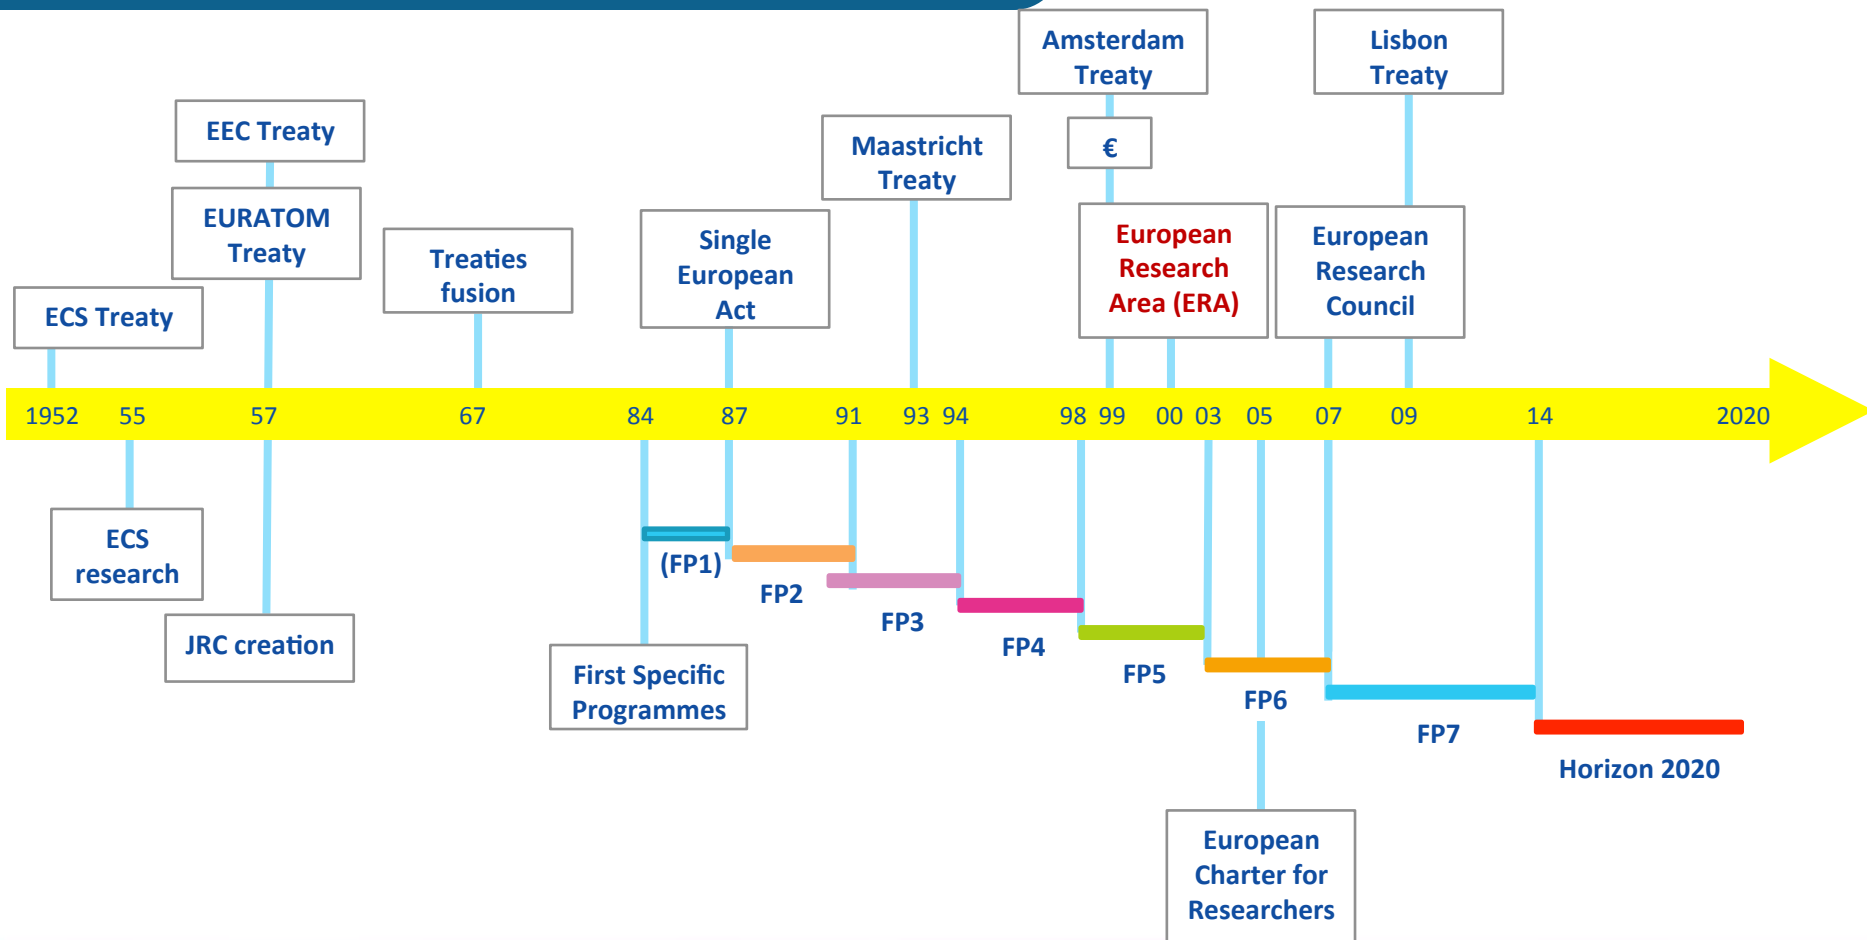 Amsterdam
Treaty
Lisbon
Treaty
EEC Treaty
€
Maastricht
Treaty
EURATOM
Treaty
Treaties
fusion
Single
European
Act
European
Research
Area (ERA)
European
Research
Council
ECS Treaty
1952 55 57 67 84 87 91 93 94 98 99 00 03 05 07 09 14 2020
ECS
research
(FP1)
FP2
FP3
FP4
FP5
FP6
FP7
Horizon 2020
JRC creation
First Specific
Programmes
European
Charter for
Researchers